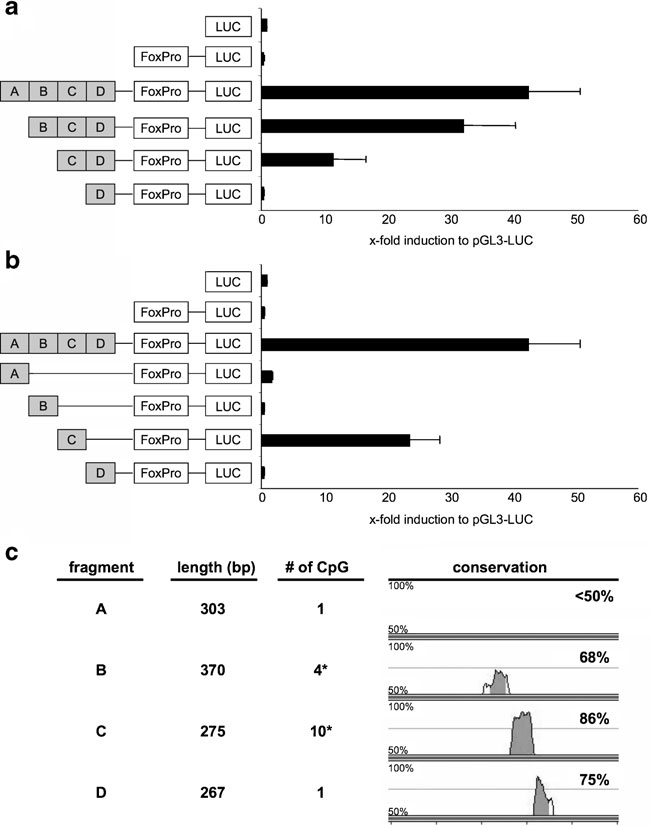 a
LUC
FoxPro LUC
A B C D FoxPro LUC
B C D FoxPro LUC
C D FoxPro LUC
D FoxPro LUC
0 10 20 30 40 50 60
x-fold induction to pGL3-LUC
b
LUC
FoxPro LUC
A B C D FoxPro LUC
A FoxPro LUC
B FoxPro LUC
C FoxPro LUC
D FoxPro LUC
0 10 20 30 40 50 60
x-fold induction to pGL3-LUC
c
fragment length (bp) # of CpG conservation
100%
A 303 1 <50%
50%
100%
B 370 4* 68%
50%
100%
C 275 10* 86%
50%
100%
D 267 1 75%
50%